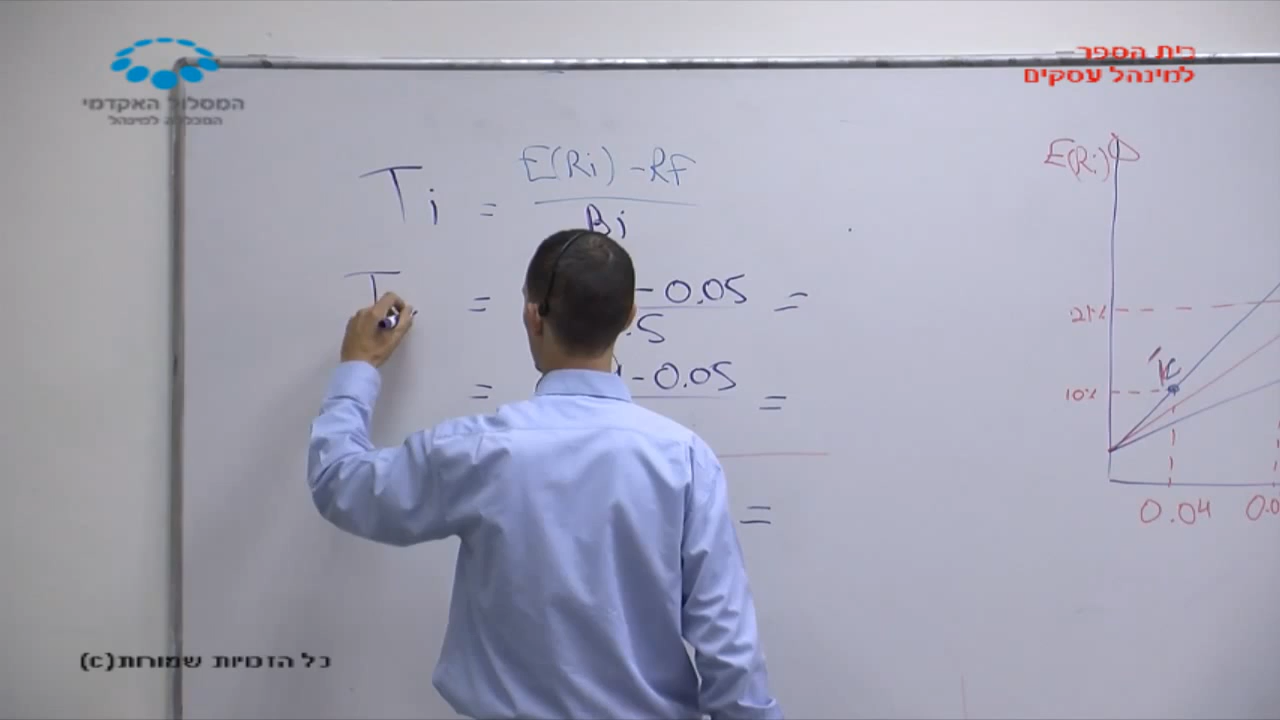 בית הספר
למינהל עסקים
המסלול האקדמי
המכללה למינהל
Ti = E(Ri) - RF
Bi
T = - 0.05 =
.5
= - 0.05 =
=
E(Ri)
21%
10%
א'
0.04
כל הזכויות שמורות(c)